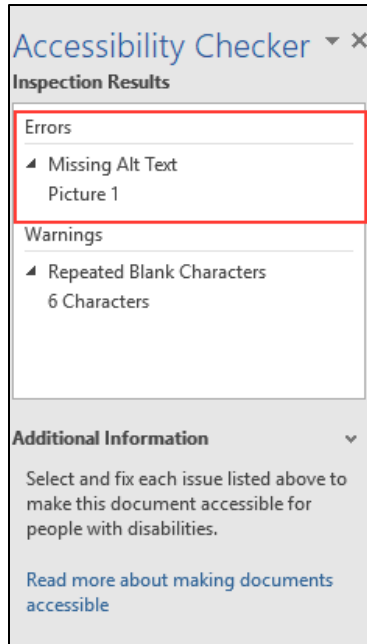 Accessibility Checker
Inspection Results
Errors
Missing Alt Text
Picture 1
Warnings
Repeated Blank Characters
6 Characters
Additional Information
Select and fix each issue listed above to
make this document accessible for
people with disabilities.
Read more about making documents
accessible